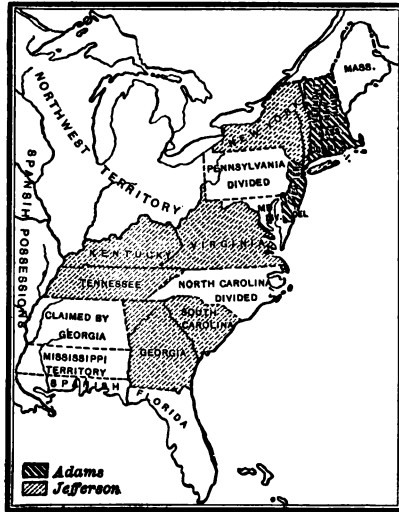 MASS.
NORTHWEST TERRITORY
NEW YORK
PENNSYLVANIA
DIVIDED
SPANSIH POSSESSIONS
DEL
VIRGINIA
KENTUCKY
TENNESSEE
NORTH CAROLINA
DIVIDED
SOUTH
CAROLINA
CLAIMED BY
GEORGIA
GEORGIA
MISSISSIPPI
TERRITORY
SPANISH
FLORIDA
Adams
Jefferson